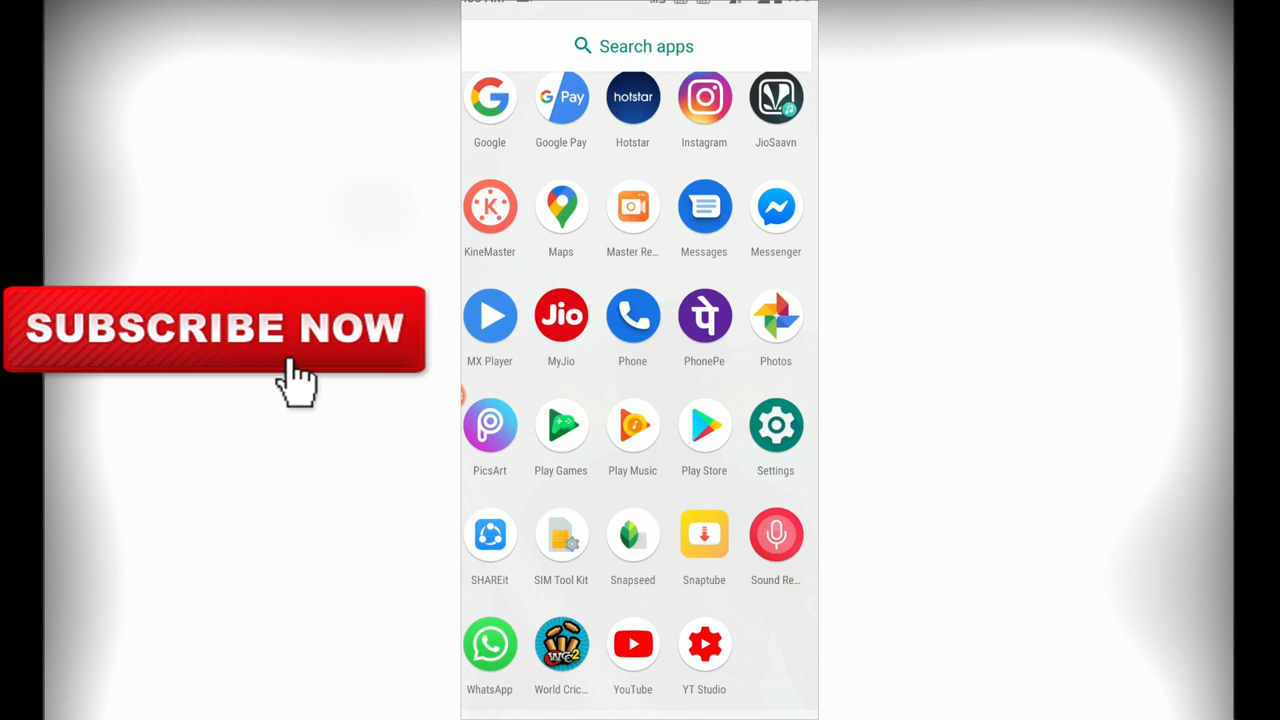 Search apps
G Pay
hotstar
Google
Google Pay
Hotstar
Instagram
JioSaavn
K
KineMaster
Maps
Master Re...
Messages
Messenger
SUBSCRIBE NOW
Jio
पे
MX Player
MyJio
Phone
PhonePe
Photos
PicsArt
Play Games
Play Music
Play Store
Settings
SHAREit
SIM Tool Kit
Snapseed
Snaptube
Sound Re...
WCC2
WhatsApp
World Cric...
YouTube
YT Studio